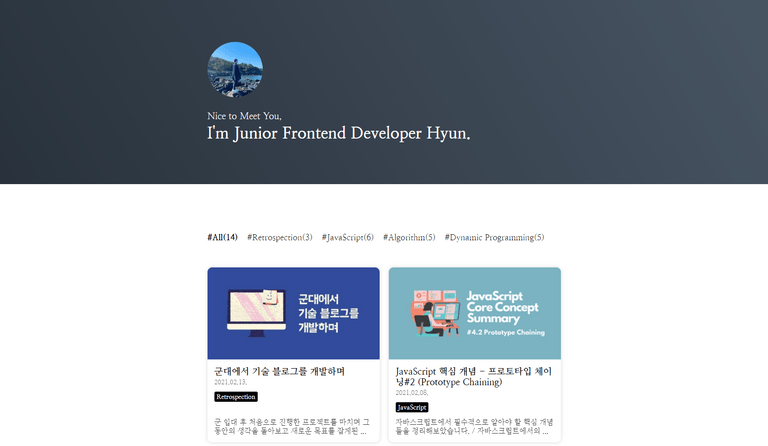 Nice to Meet You,
I'm Junior Frontend Developer Hyun.
#All(14) #Retrospection(3) #JavaScript(6) #Algorithm(5) #Dynamic Programming(5)
군대에서
기술 블로그를
개발하며
군대에서 기술 블로그를 개발하며
2021.02.13.
Retrospection
군 입대 후 처음으로 진행한 프로젝트를 마치며 그
동안의 생각을 돌아보고 새로운 목표를 잡게된 ...
JavaScript
Core Concept
Summary
#4.2 Prototype Chaining
JavaScript 핵심 개념 - 프로토타입 체이
닝#2 (Prototype Chaining)
2021.02.08.
JavaScript
자바스크립트에서 필수적으로 알아야 할 핵심 개념
들을 정리해보았습니다. / 자바스크립트에서의 ...